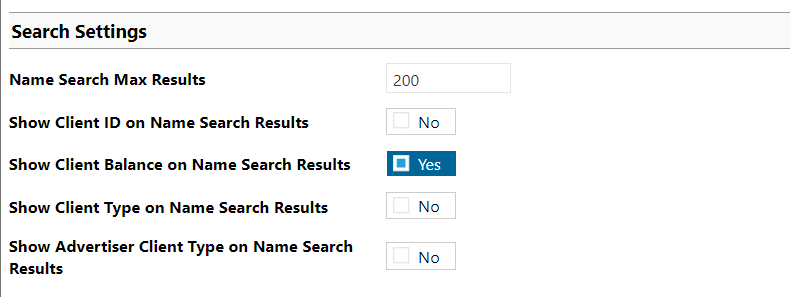 Search Settings
Name Search Max Results 200
Show Client ID on Name Search Results No
Show Client Balance on Name Search Results Yes
Show Client Type on Name Search Results No
Show Advertiser Client Type on Name Search
Results No